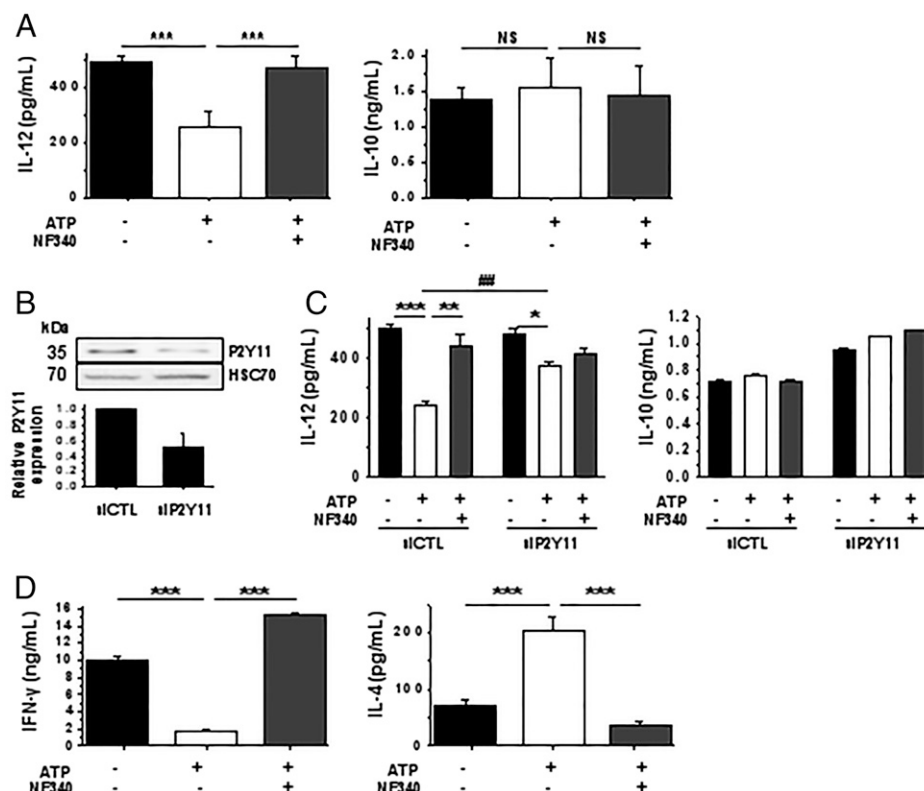 A
*** ***
IL-12 (pg/mL)
400
200
0
ATP - + +
NF340 - - +
NS NS
IL-10 (ng/mL)
2.0
1.5
1.0
0.5
0.0
ATP - + +
NF340 - - +
B
kDa
35 P2Y11
70 HSC70
Relative P2Y11
expression
1.0
0.8
0.6
0.4
0.2
0.0
siCTL siP2Y11
C
##
*** ** *
IL-12 (pg/mL)
400
200
0
ATP - + + - + +
NF340 - - + - - +
siCTL siP2Y11
IL-10 (ng/mL)
1.2
1.0
0.8
0.6
0.4
0.2
0.0
ATP - + + - + +
NF340 - - + - - +
siCTL siP2Y11
D
*** ***
IFN-γ (ng/mL)
16
14
12
10
8
6
4
2
0
ATP - + +
NF340 - - +
*** ***
IL-4 (pg/mL)
200
100
0
ATP - + +
NF340 - - +